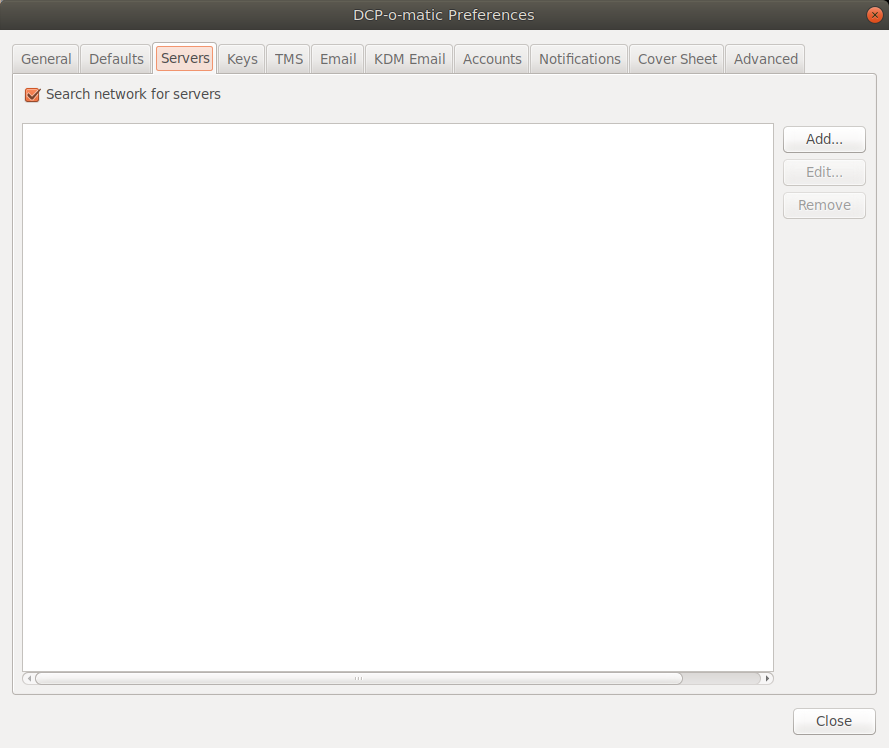 DCP-o-matic Preferences
General Defaults Servers Keys TMS Email KDM Email Accounts Notifications Cover Sheet Advanced
Search network for servers
Add...
Edit...
Remove
Close